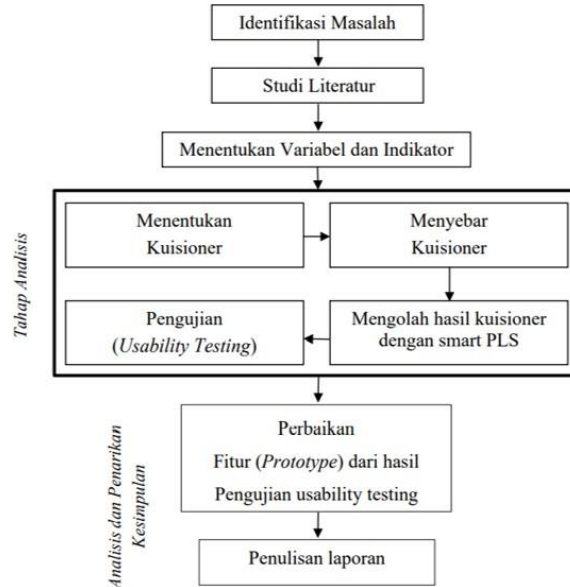 Identifikasi Masalah
Studi Literatur
Menentukan Variabel dan Indikator
Tahap Analisis
Menentukan
Kuisioner
Menyebar
Kuisioner
Pengujian
(Usability Testing)
Mengolah hasil kuisioner
dengan smart PLS
Analisis dan Penarikan
Kesimpulan
Perbaikan
Fitur (Prototype) dari hasil
Pengujian usability testing
Penulisan laporan